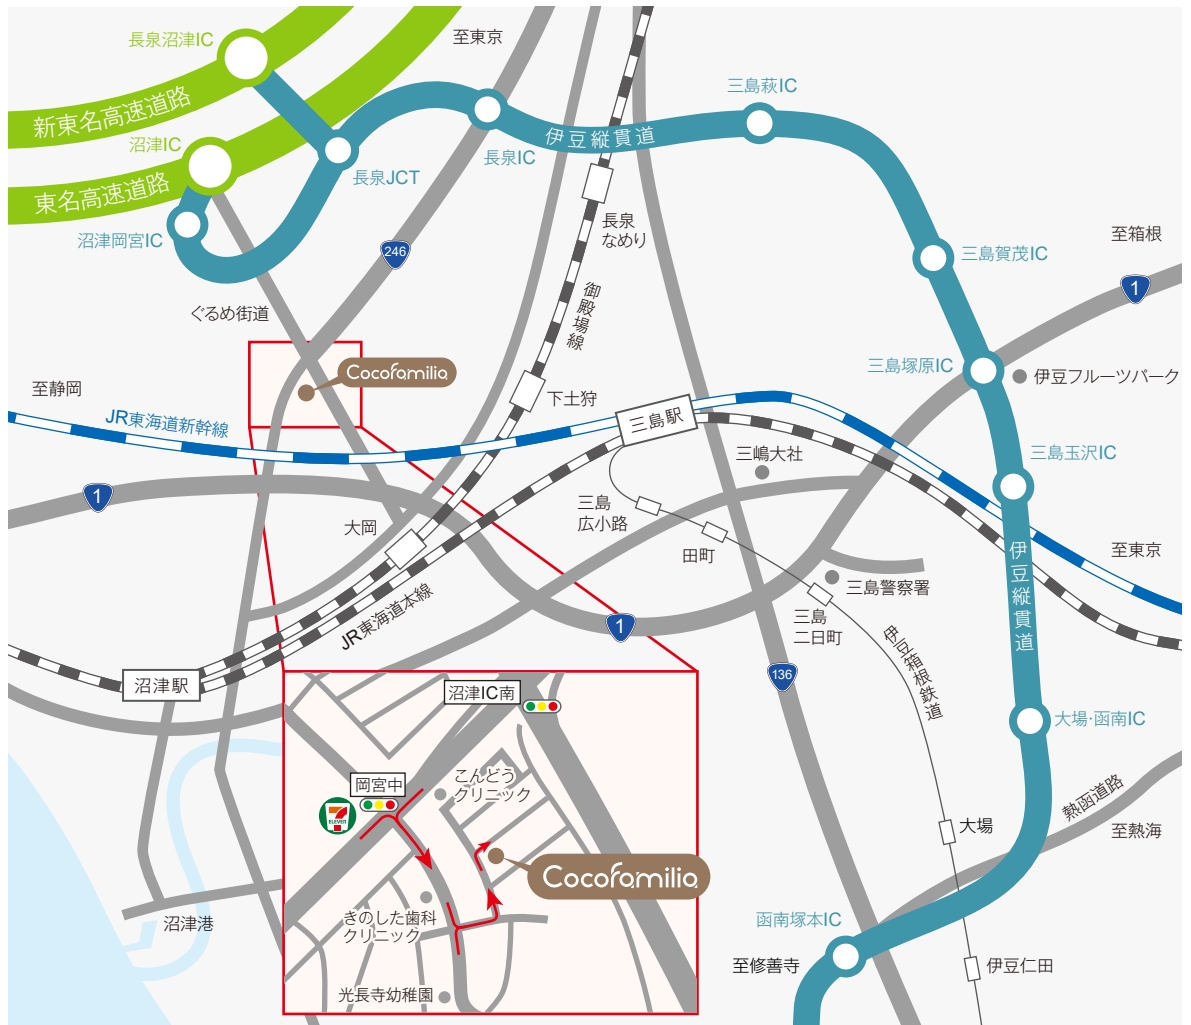 長泉沼津IC
至東京
新東名高速道路
沼津IC
東名高速道路
沼津岡宮IC
長泉JCT
長泉IC
伊豆縦貫道
三島萩IC
長泉
なめり
246
御殿場線
三島賀茂IC
至箱根
1
ぐるめ街道
Cocofamilia
三島塚原IC
伊豆フルーツパーク
至静岡
JR東海道新幹線
下土狩
三島駅
三嶋大社
三島玉沢IC
1
大岡
三島
広小路
田町
至東京
伊豆縦貫道
三島警察署
三島
二日町
JR東海道本線
1
伊豆箱根鉄道
沼津駅
136
沼津IC南
大場・函南IC
岡宮中
こんどう
クリニック
7
ELEVEN
熱函道路
至熱海
大場
Cocofamilia
きのした歯科
クリニック
沼津港
函南塚本IC
至修善寺
伊豆仁田
光長寺幼稚園